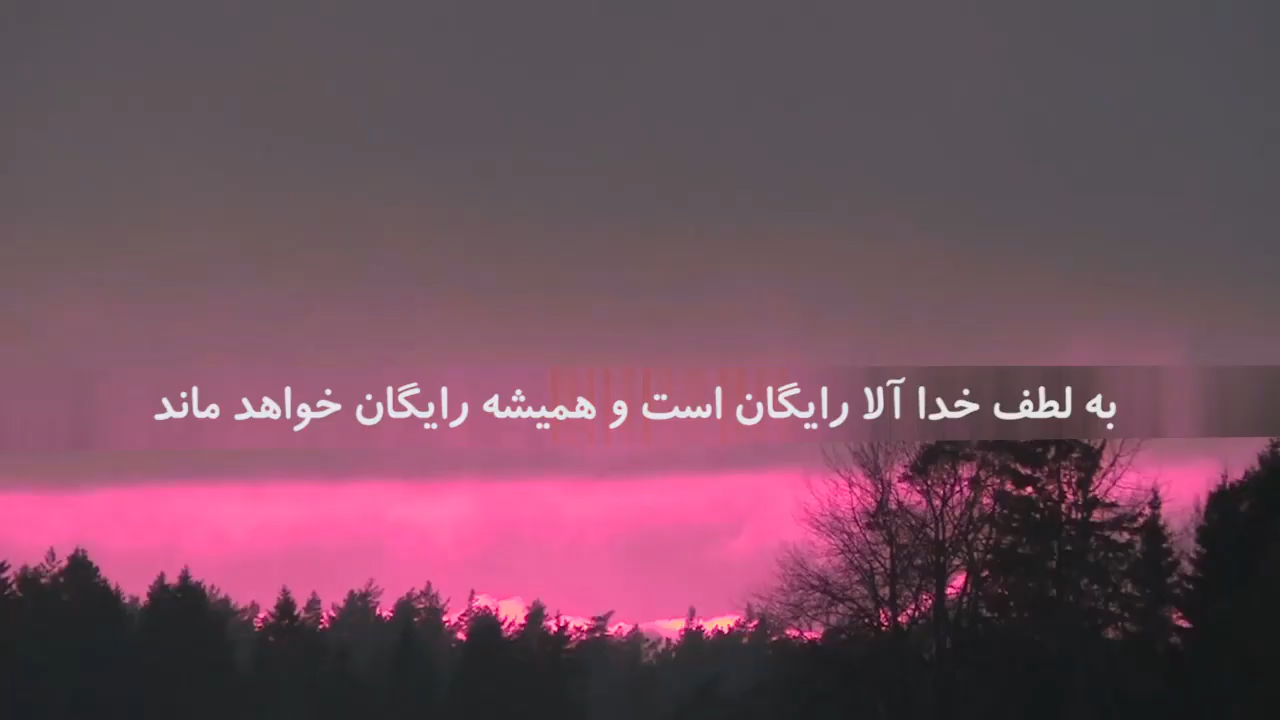 به لطف خدا آلا رایگان است و همیشه رایگان خواهد ماند